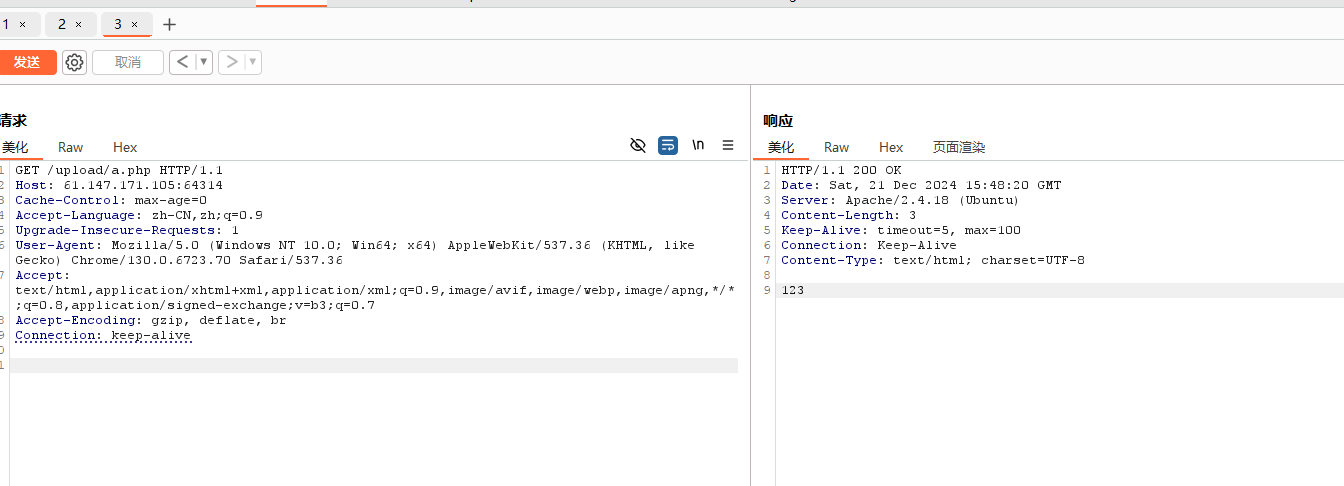 1 × 2 × 3 × +
发送 取消 < ▼ > ▼
请求
美化 Raw Hex \n
1 GET /upload/a.php HTTP/1.1
2 Host: 61.147.171.105:64314
3 Cache-Control: max-age=0
4 Accept-Language: zh-CN,zh;q=0.9
5 Upgrade-Insecure-Requests: 1
6 User-Agent: Mozilla/5.0 (Windows NT 10.0; Win64; x64) AppleWebKit/537.36 (KHTML, like
Gecko) Chrome/130.0.6723.70 Safari/537.36
7 Accept:
text/html,application/xhtml+xml,application/xml;q=0.9,image/avif,image/webp,image/apng,*/*
;q=0.8,application/signed-exchange;v=b3;q=0.7
8 Accept-Encoding: gzip, deflate, br
9 Connection: keep-alive
0
1
响应
美化 Raw Hex 页面渲染
1 HTTP/1.1 200 OK
2 Date: Sat, 21 Dec 2024 15:48:20 GMT
3 Server: Apache/2.4.18 (Ubuntu)
4 Content-Length: 3
5 Keep-Alive: timeout=5, max=100
6 Connection: Keep-Alive
7 Content-Type: text/html; charset=UTF-8
8
9 123